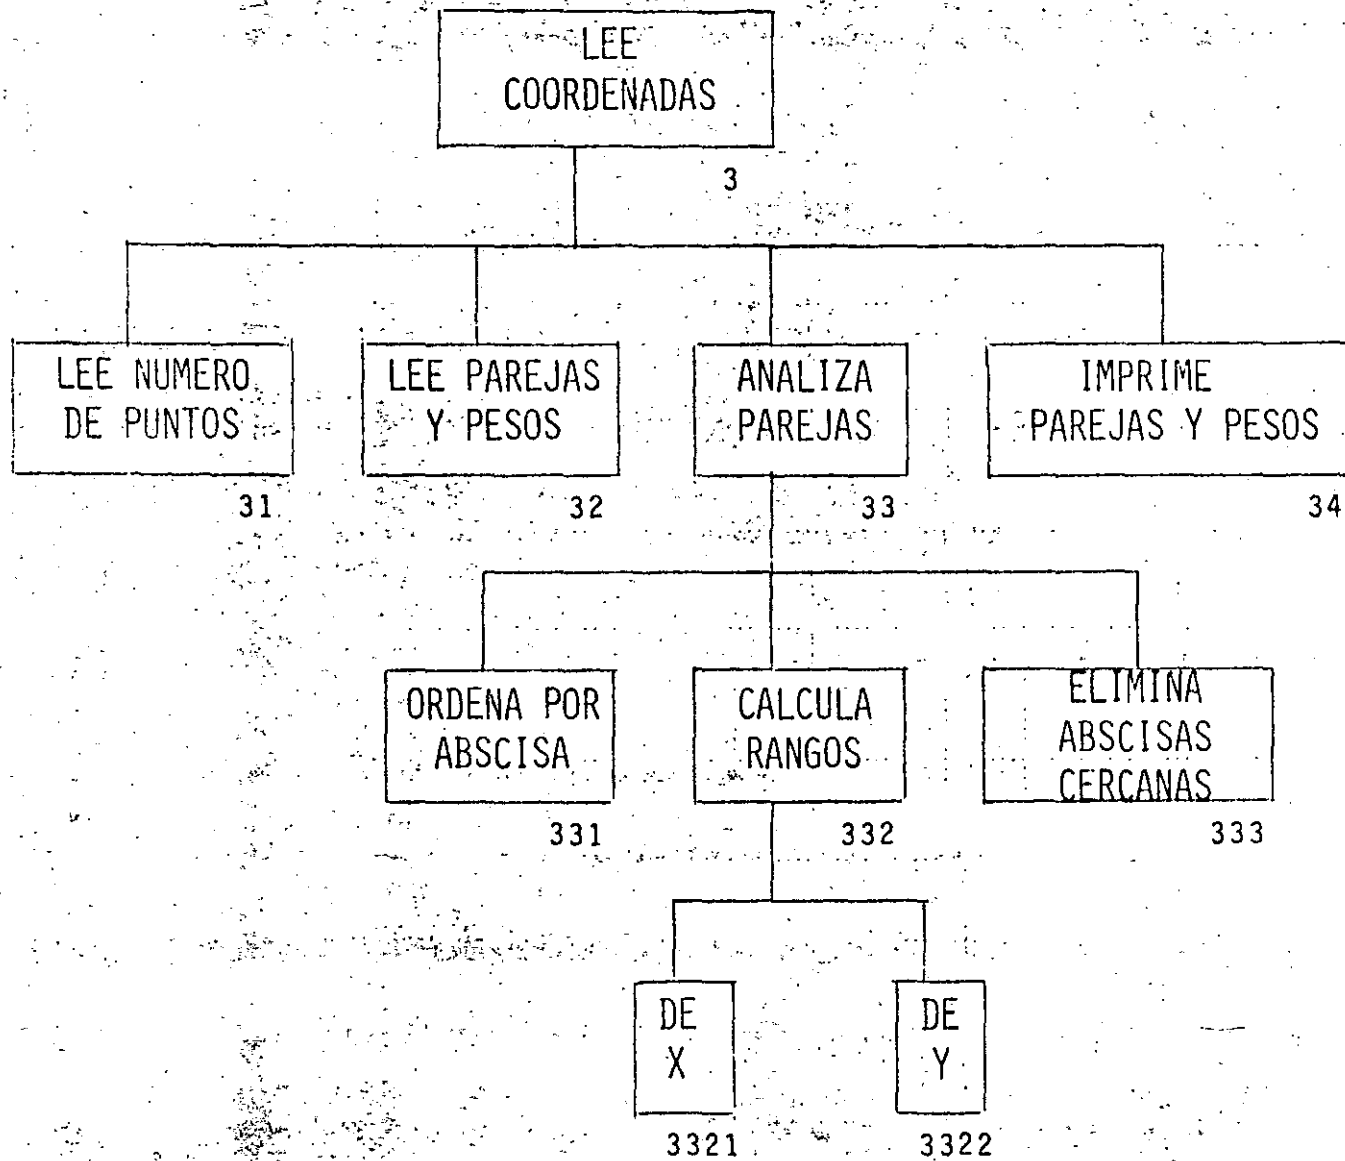 LEE
COORDENADAS
3
LEE NUMERO
DE PUNTOS
31
LEE PAREJAS
Y PESOS
32
ANALIZA
PAREJAS
33
IMPRIME
PAREJAS Y PESOS
34
ORDENA POR
ABSCISA
331
CALCULA
RANGOS
332
ELIMINA
ABSCISAS
CERCANAS
333
DE
X
3321
DE
Y
3322